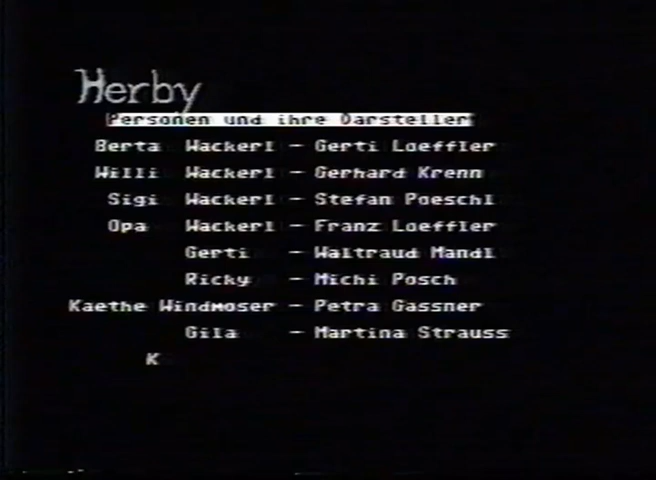 Herby
Personen und ihre Darsteller
Berta Wackerl - Gerti Loeffler
Willi Wackerl - Gerhard Krenn
Sigi Wackerl - Stefan Poeschl
Opa Wackerl - Franz Loeffler
Gerti - Waltraud Mandl
Ricky - Michi Posch
Kaethe Windmoser - Petra Gassner
Gila - Martina Strauss
K